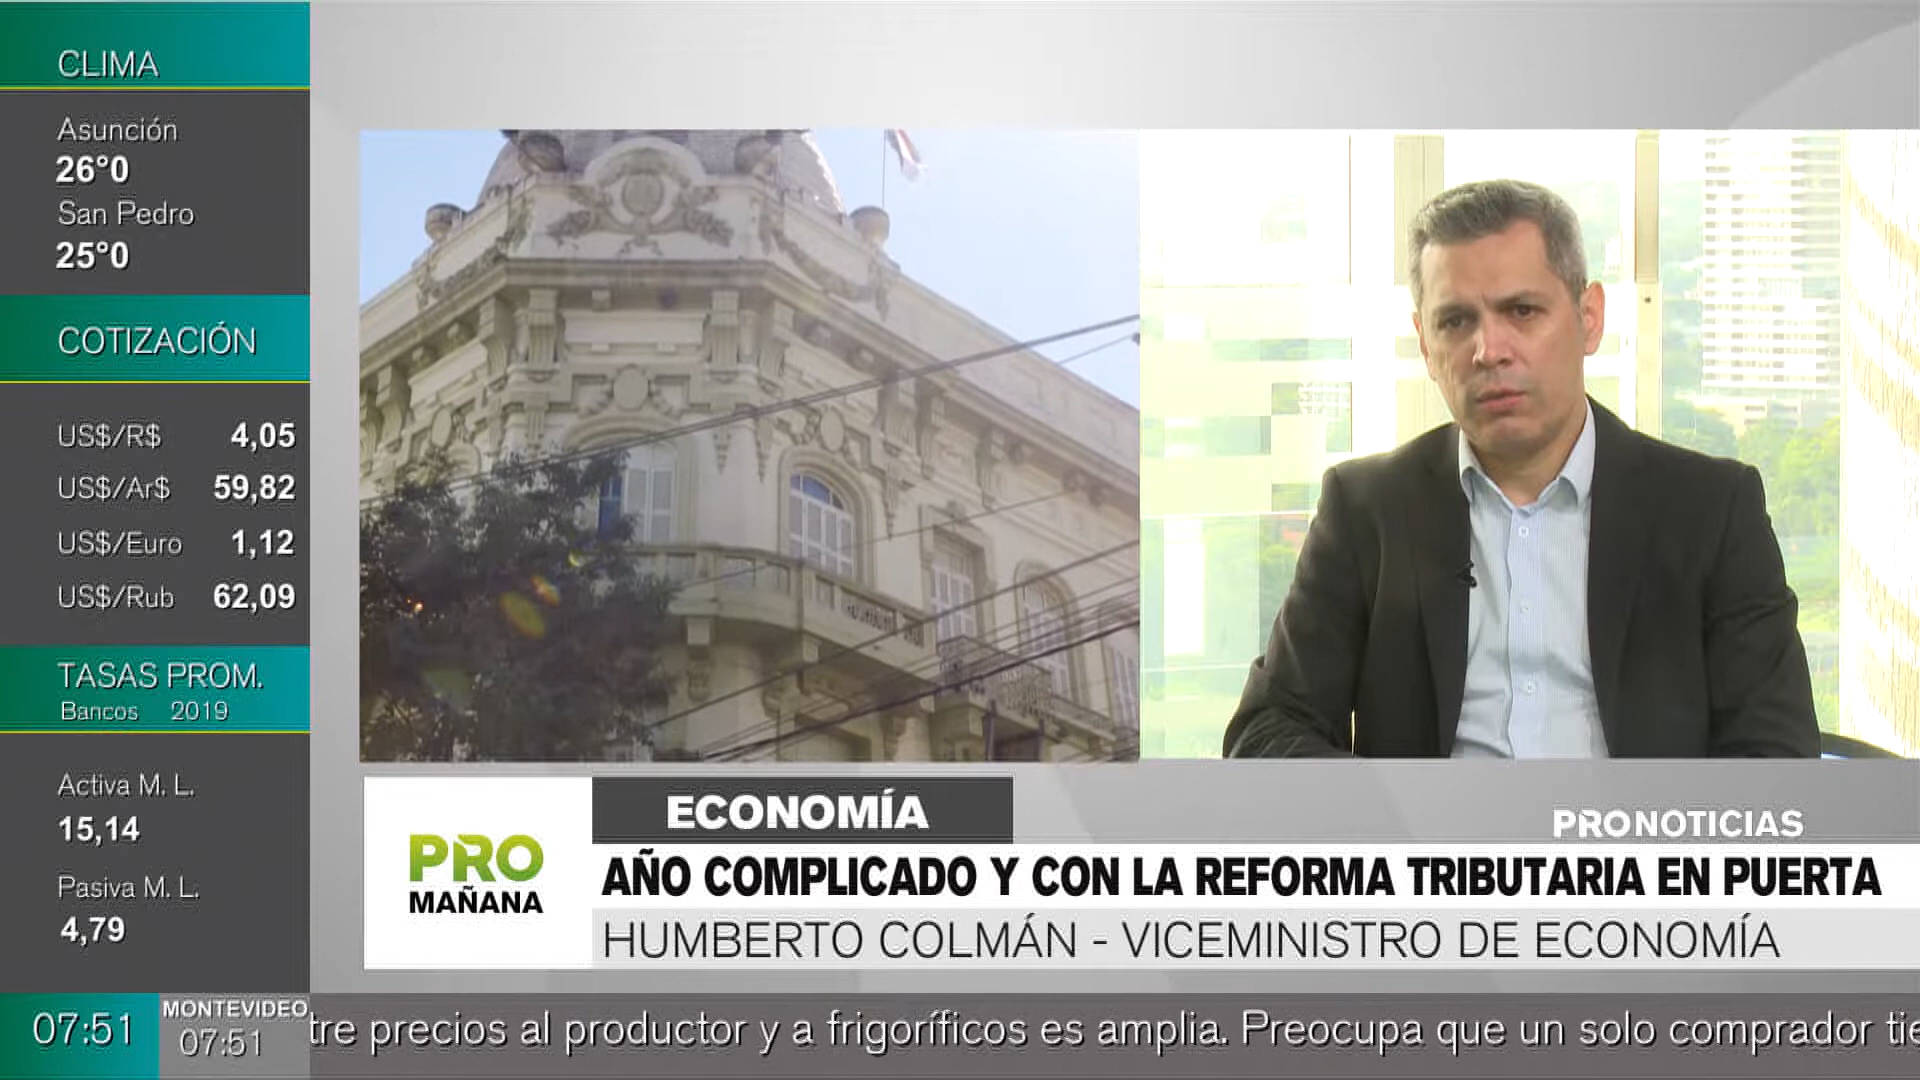 CLIMA
Asunción
26°0
San Pedro
25°0
COTIZACIÓN
US$/R$ 4,05
US$/Ar$ 59,82
US$/Euro 1,12
US$/Rub 62,09
TASAS PROM.
Bancos 2019
Activa M. L.
15,14
Pasiva M. L.
4,79
PRO
MAÑANA
ECONOMÍA
PRONOTICIAS
AÑO COMPLICADO Y CON LA REFORMA TRIBUTARIA EN PUERTA
HUMBERTO COLMÁN - VICEMINISTRO DE ECONOMÍA
07:51
MONTEVIDEO
07:51
tre precios al productor y a frigoríficos es amplia. Preocupa que un solo comprador tie